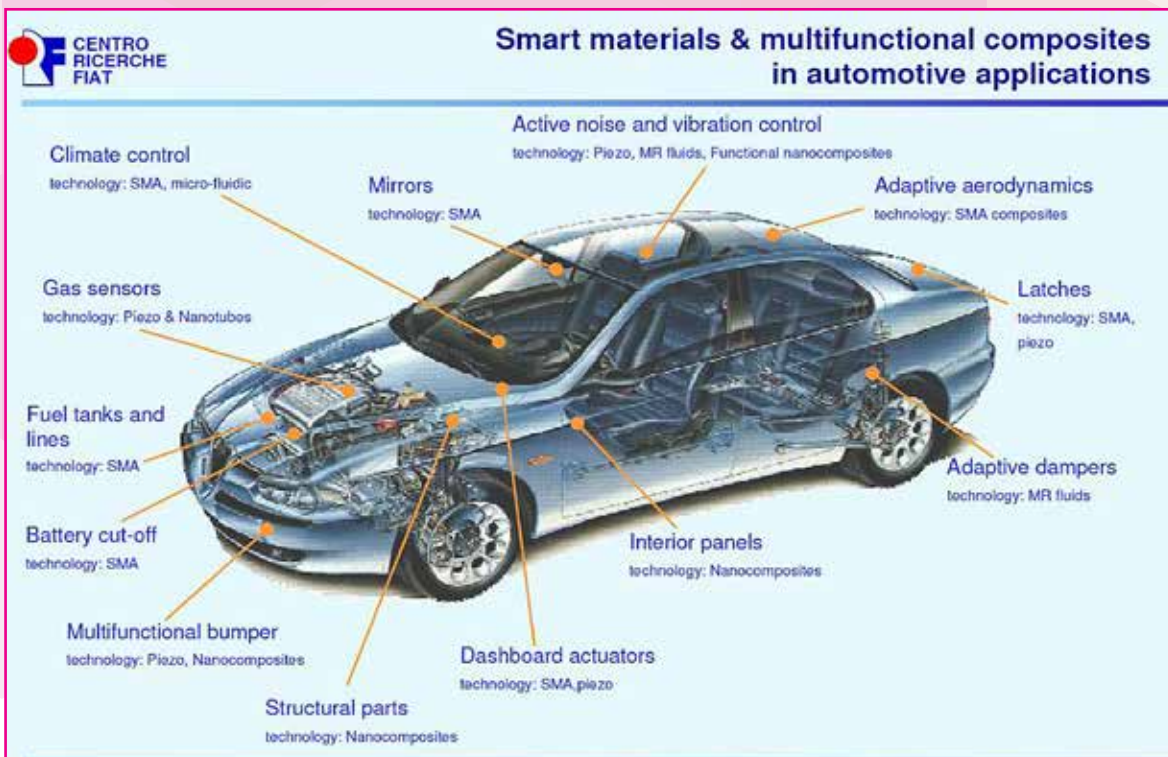 CENTRO
RICERCHE
FIAT
Smart materials & multifunctional composites
in automotive applications
Active noise and vibration control
technology: Piezo, MR fluids, Functional nanocomposites
Climate control
technology: SMA, micro-fluidic
Mirrors
technology: SMA
Adaptive aerodynamics
technology: SMA composites
Gas sensors
technology: Piezo & Nanotubes
Latches
technology: SMA,
piezo
Fuel tanks and
lines
technology: SMA
Adaptive dampers
technology: MR fluids
Battery cut-off
technology: SMA
Interior panels
technology: Nanocomposites
Multifunctional bumper
technology: Piezo, Nanocomposites
Dashboard actuators
technology: SMA,piezo
Structural parts
technology: Nanocomposites